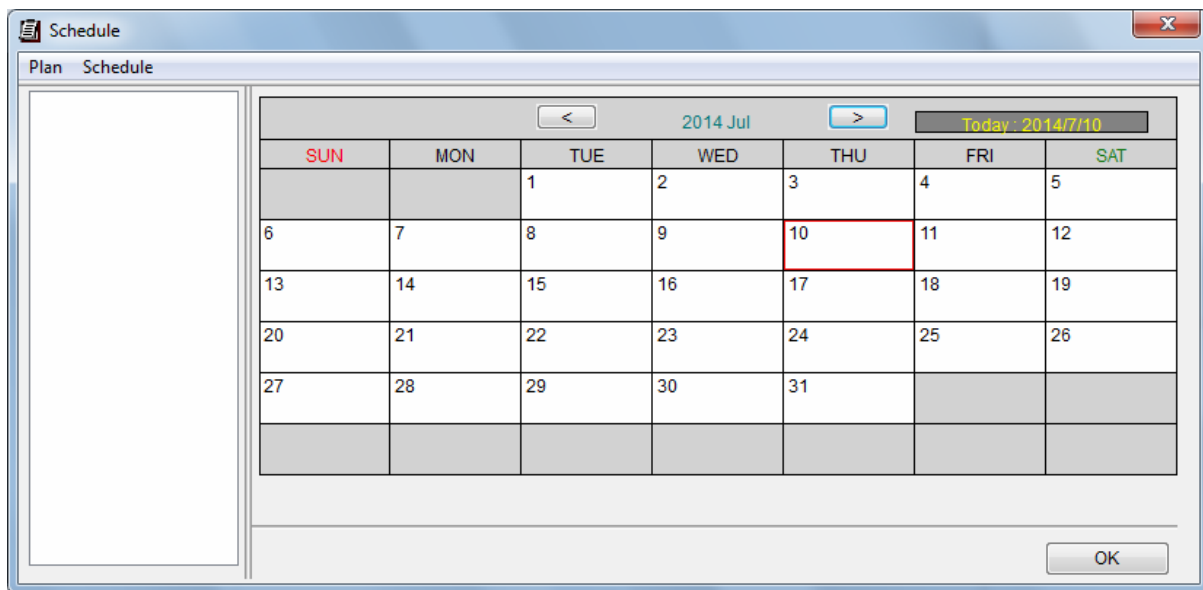 Schedule
X
Plan Schedule
< 2014 Jul > Today : 2014/7/10
SUN MON TUE WED THU FRI SAT
1 2 3 4 5
6 7 8 9 10 11 12
13 14 15 16 17 18 19
20 21 22 23 24 25 26
27 28 29 30 31
OK